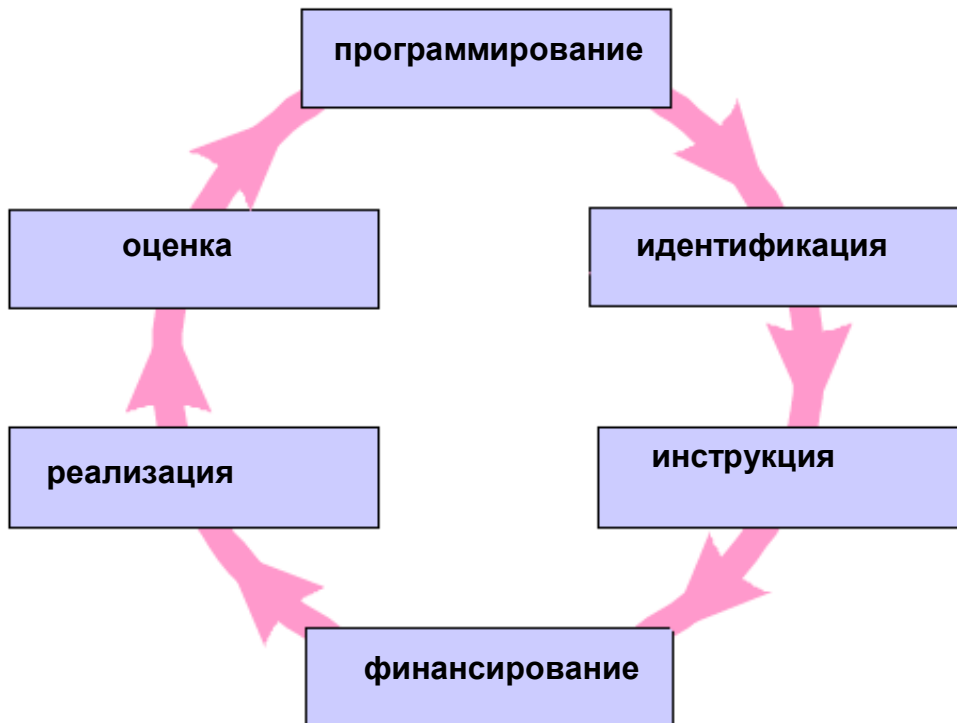 программирование
идентификация
инструкция
финансирование
реализация
оценка